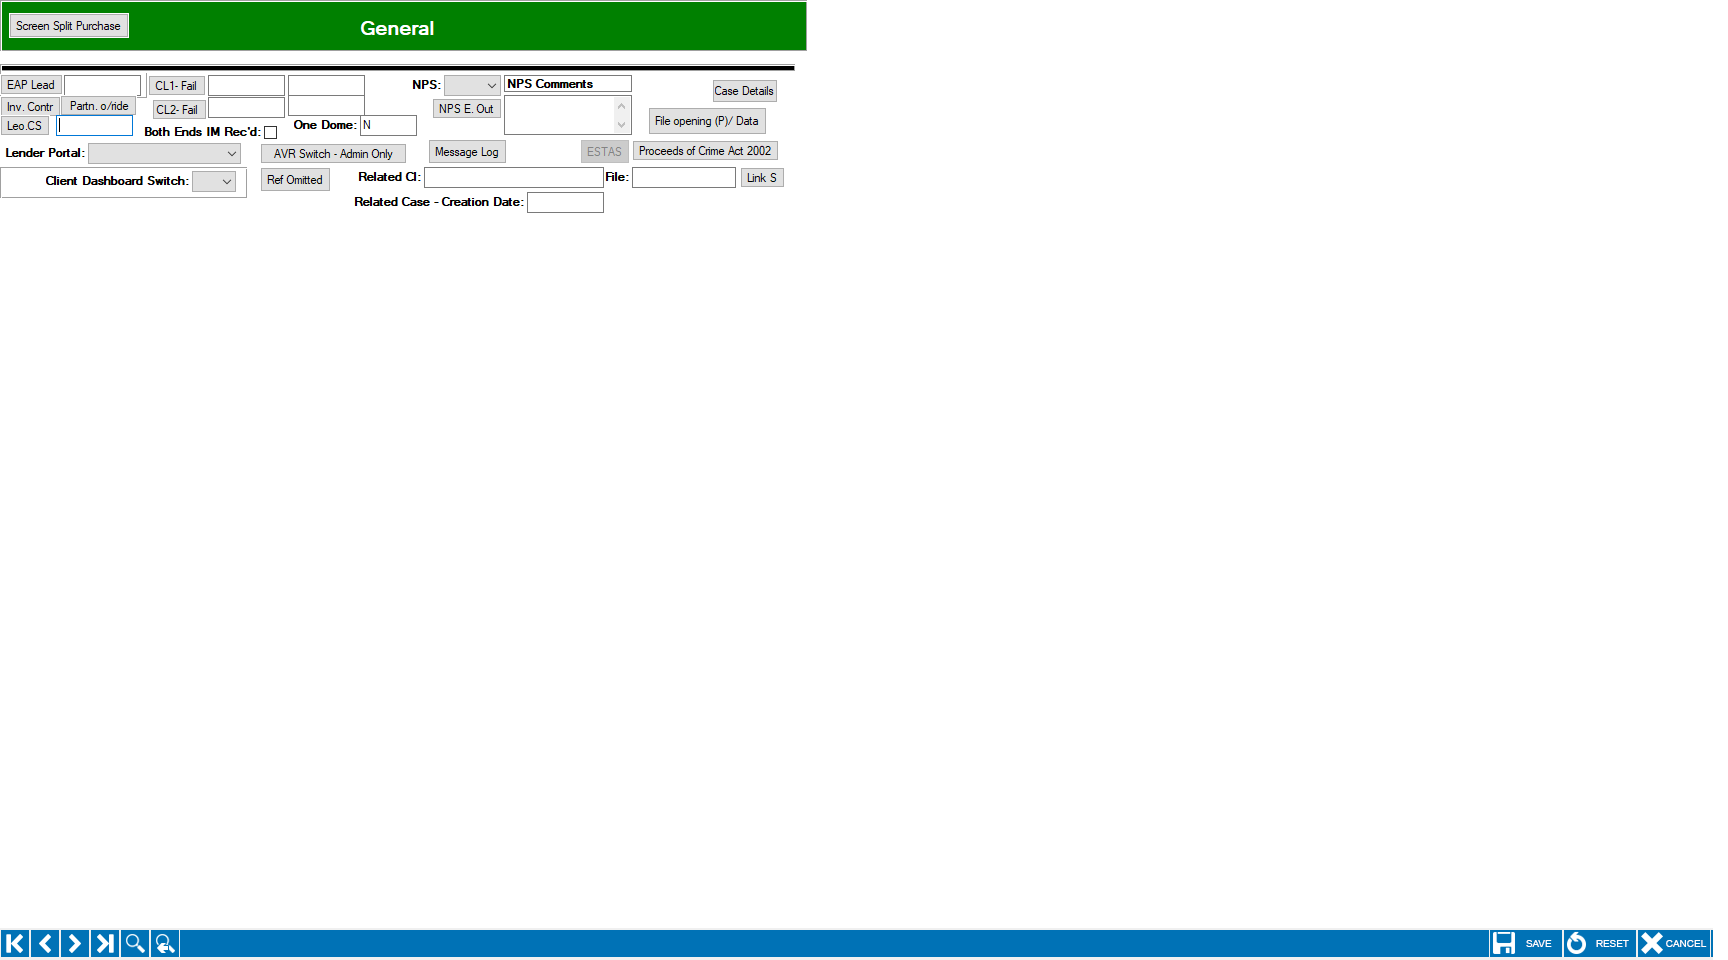 Screen Split Purchase
General
EAP Lead
CL1- Fail
NPS:
NPS Comments
Case Details
Inv. Contr
Partn. o/ride
CL2- Fail
NPS E. Out
File opening (P)/ Data
Leo.CS
Both Ends IM Rec'd:
One Dome:
N
Lender Portal:
AVR Switch - Admin Only
Message Log
ESTAS
Proceeds of Crime Act 2002
Client Dashboard Switch:
Ref Omitted
Related Cl:
File:
Link S
Related Case - Creation Date:
SAVE
RESET
CANCEL